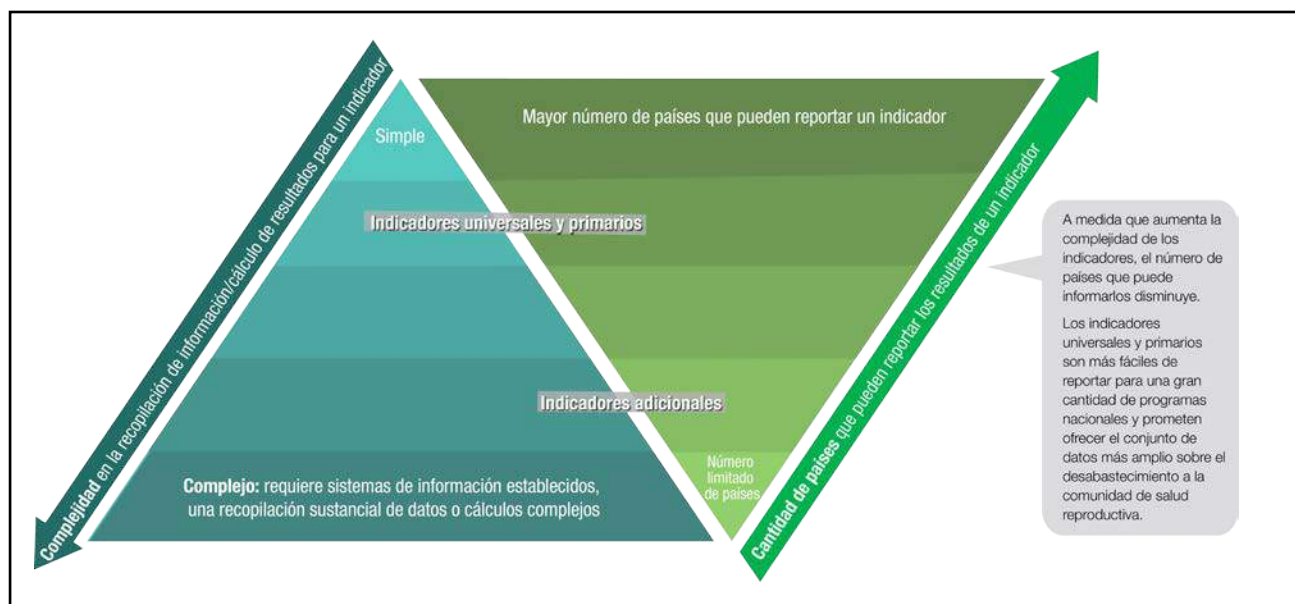 Complejidad en la recopilación de información/cálculo de resultados para un indicador
Simple
Mayor número de países que pueden reportar un indicador
Indicadores universales y primarios
Indicadores adicionales
Complejo: requiere sistemas de información establecidos,
una recopilación sustancial de datos o cálculos complejos
Número
limitado
de países
Cantidad de países que pueden reportar los resultados de un indicador
A medida que aumenta la
complejidad de los
indicadores, el número de
países que puede
informarlos disminuye.
Los indicadores
universales y primarios
son más fáciles de
reportar para una gran
cantidad de programas
nacionales y prometen
ofrecer el conjunto de
datos más amplio sobre el
desabastecimiento a la
comunidad de salud
reproductiva.